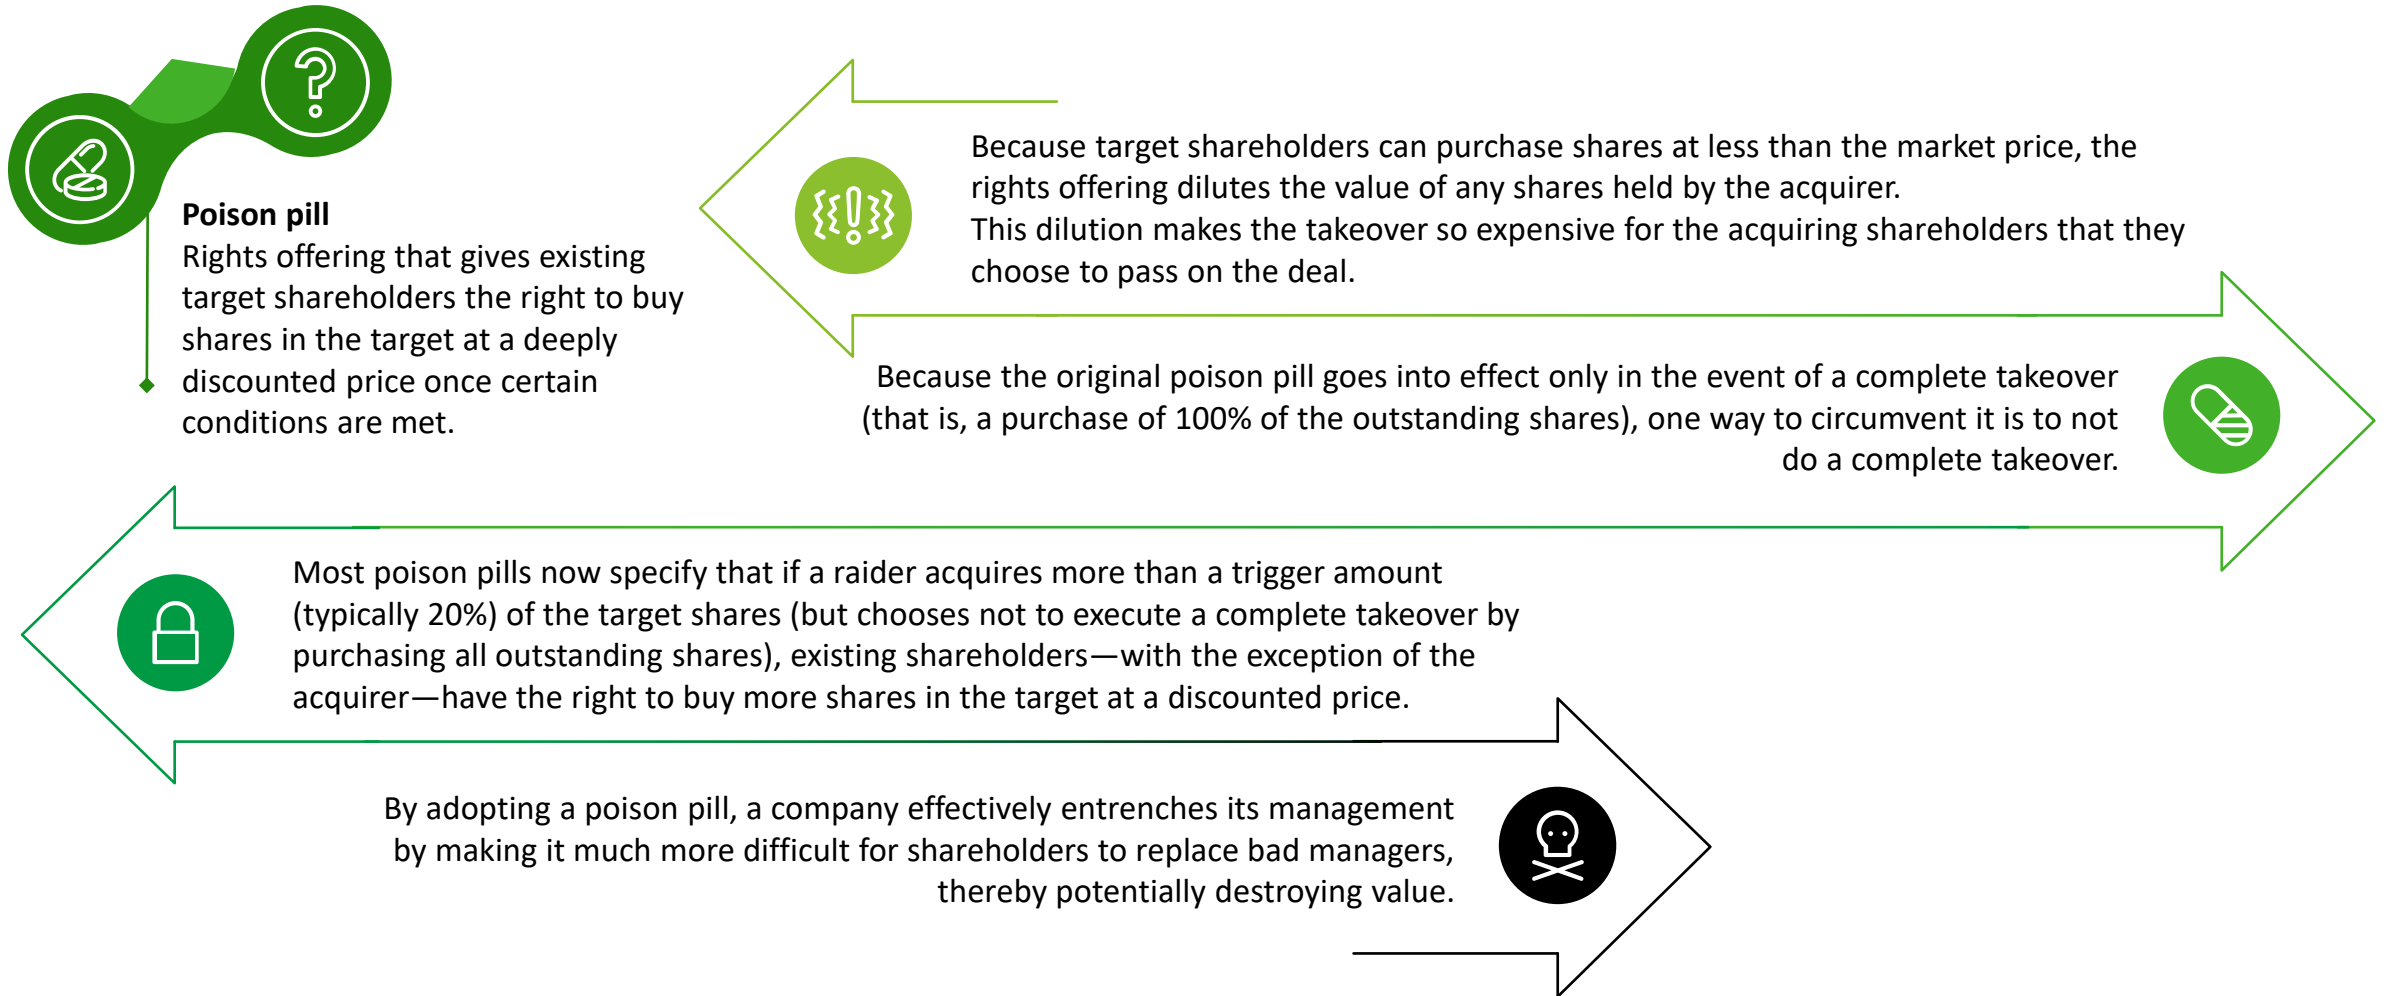 Poison pill
Rights offering that gives existing
target shareholders the right to buy
shares in the target at a deeply
discounted price once certain
conditions are met.
Because target shareholders can purchase shares at less than the market price, the
rights offering dilutes the value of any shares held by the acquirer.
This dilution makes the takeover so expensive for the acquiring shareholders that they
choose to pass on the deal.
Because the original poison pill goes into effect only in the event of a complete takeover
(that is, a purchase of 100% of the outstanding shares), one way to circumvent it is to not
do a complete takeover.
Most poison pills now specify that if a raider acquires more than a trigger amount
(typically 20%) of the target shares (but chooses not to execute a complete takeover by
purchasing all outstanding shares), existing shareholders—with the exception of the
acquirer—have the right to buy more shares in the target at a discounted price.
By adopting a poison pill, a company effectively entrenches its management
by making it much more difficult for shareholders to replace bad managers,
thereby potentially destroying value.